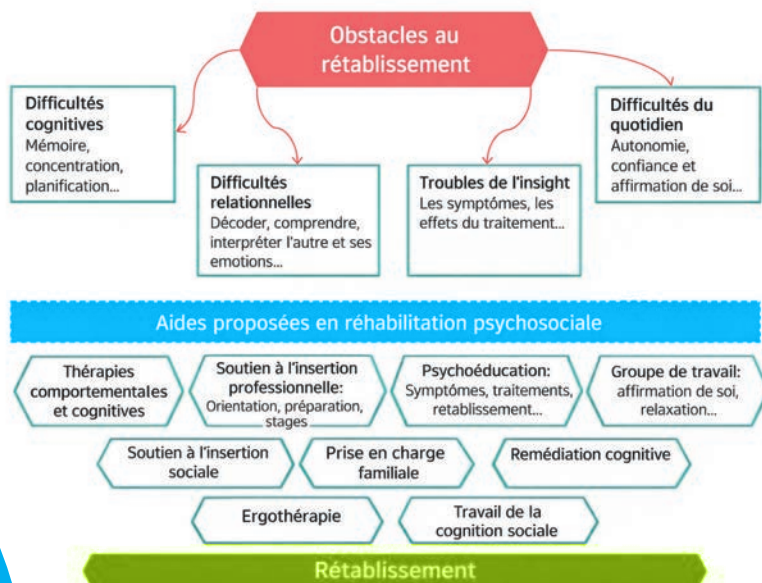 Obstacles au
rétablissement
Difficultés
cognitives
Mémoire,
concentration,
planification...
Difficultés
relationnelles
Décoder, comprendre,
interpréter l'autre et ses
emotions...
Troubles de l'insight
Les symptômes, les
effets du traitement...
Difficultés du
quotidien
Autonomie,
confiance et
affirmation de soi...
Aides proposées en réhabilitation psychosociale
Thérapies
comportementales
et cognitives
Soutien à l'insertion
professionnelle:
Orientation, préparation,
stages
Psychoéducation:
Symptômes, traitements,
retablissement...
Groupe de travail:
affirmation de soi,
relaxation...
Soutien à l'insertion
sociale
Prise en charge
familiale
Remédiation cognitive
Ergothérapie
Travail de la
cognition sociale
Rétablissement